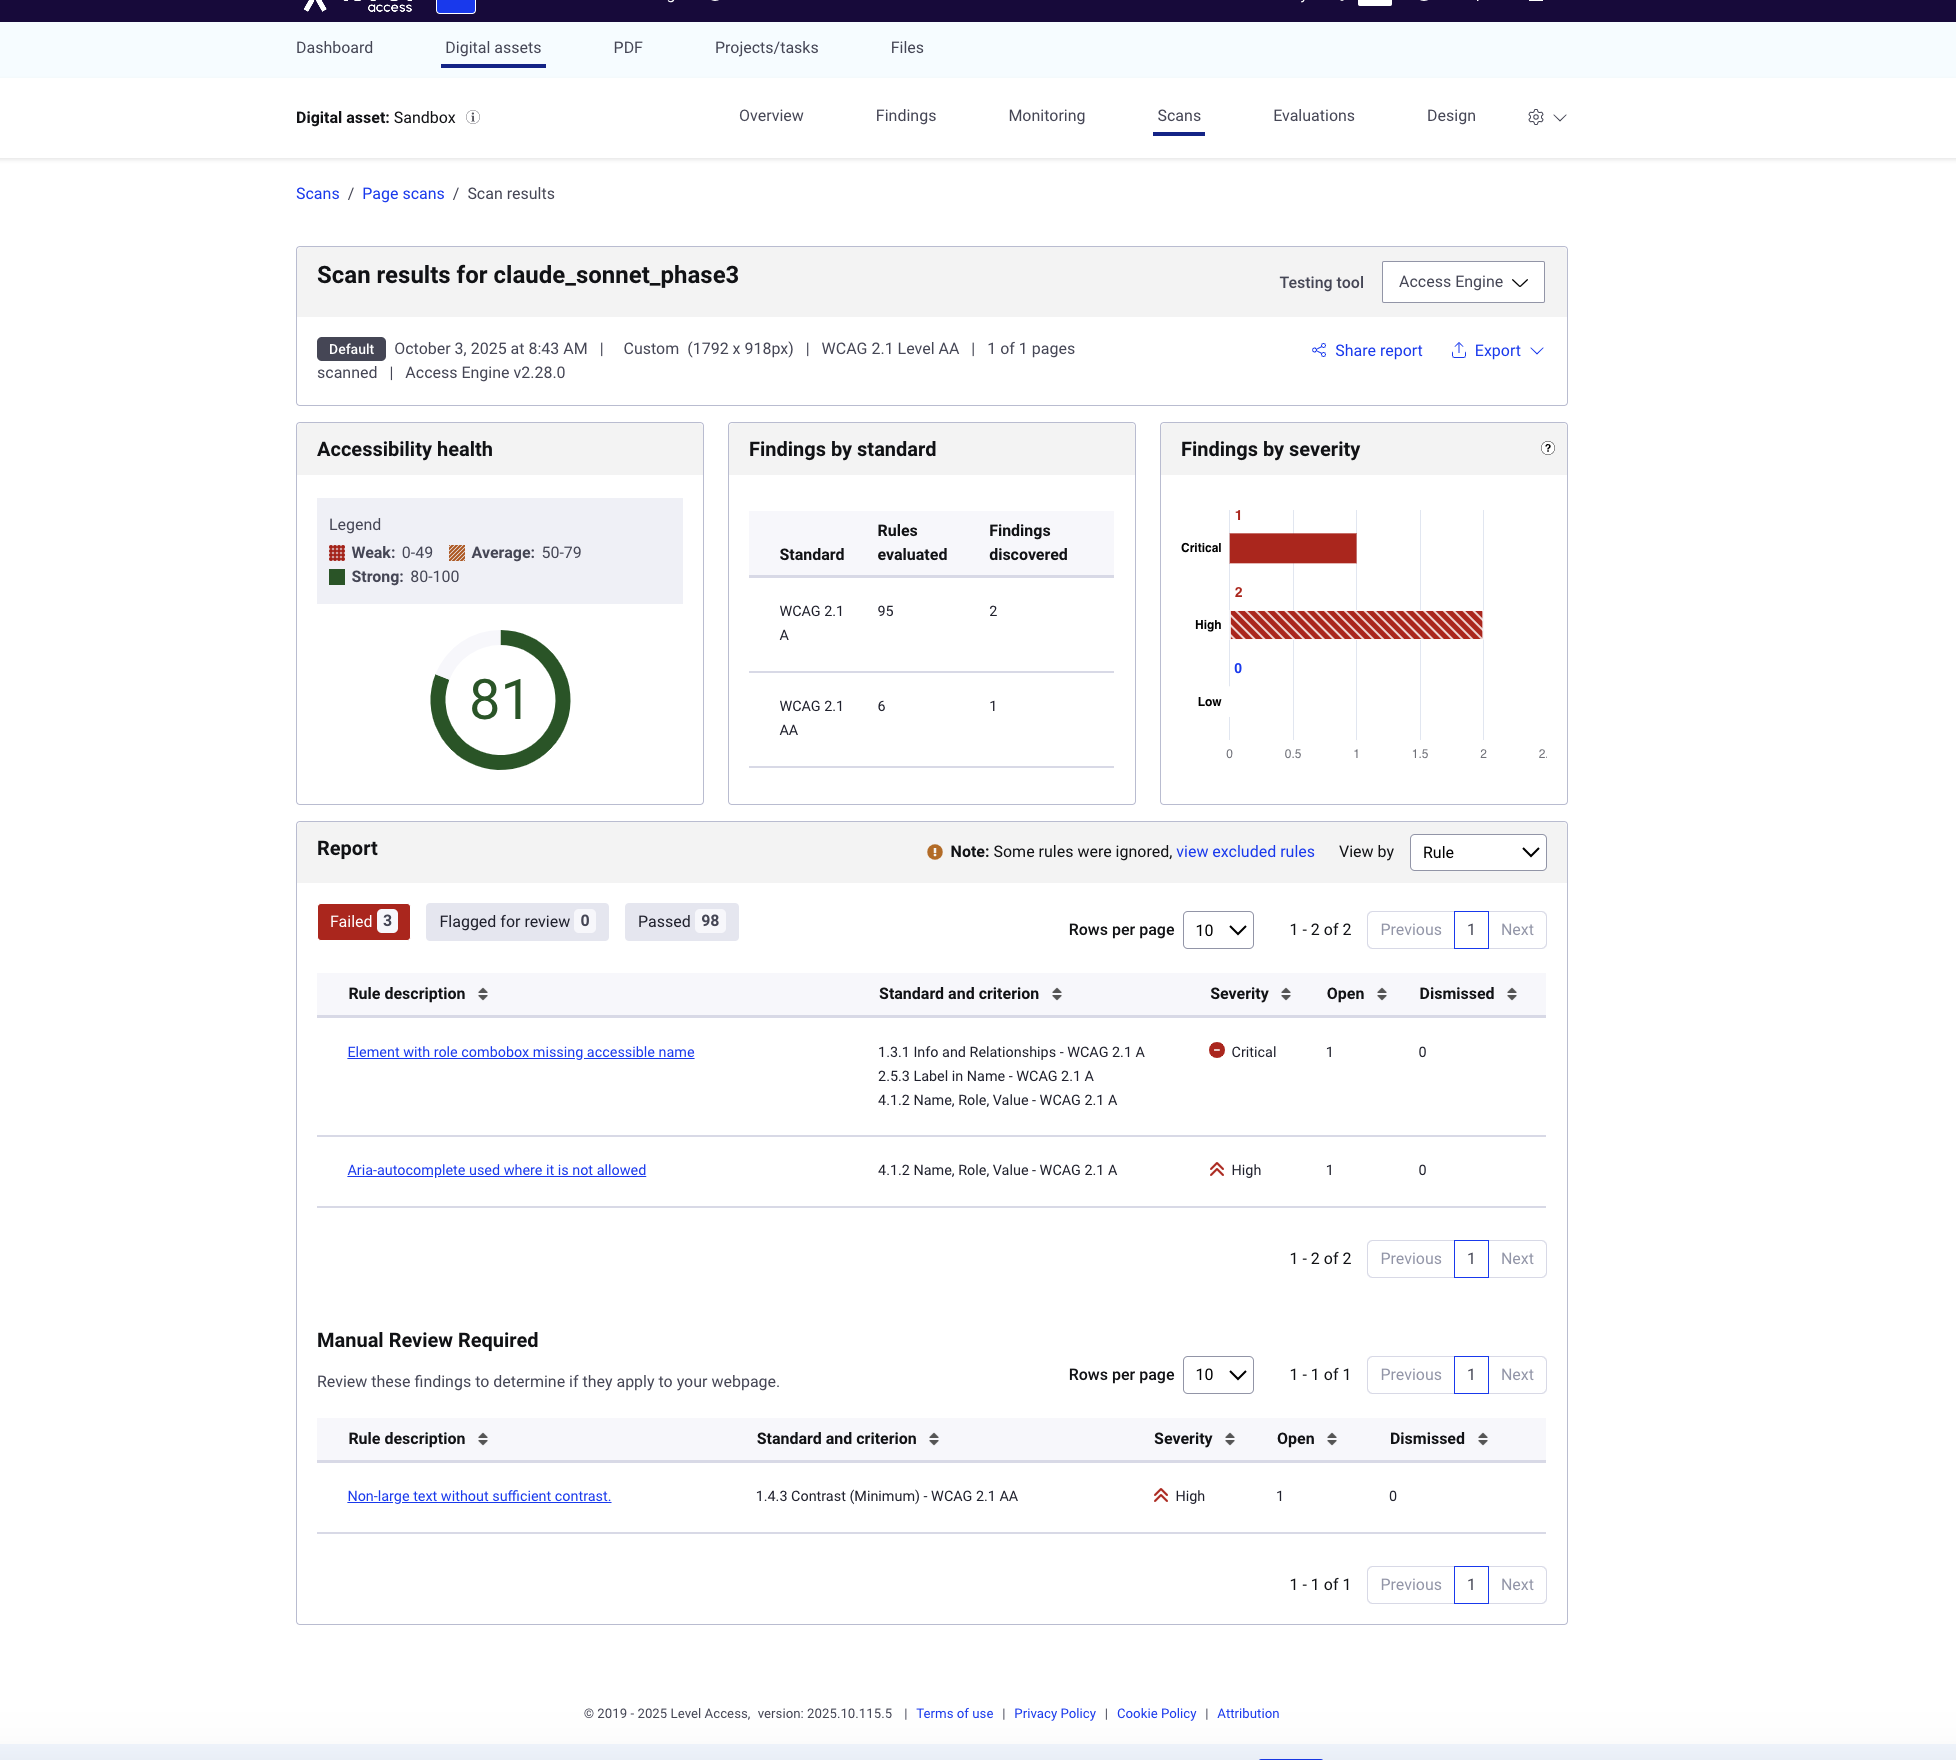 access
Dashboard Digital assets PDF Projects/tasks Files
Digital asset: Sandbox Overview Findings Monitoring Scans Evaluations Design
Scans / Page scans / Scan results
Scan results for claude_sonnet_phase3
Testing tool Access Engine
Default October 3, 2025 at 8:43 AM | Custom (1792 x 918px) | WCAG 2.1 Level AA | 1 of 1 pages
scanned | Access Engine v2.28.0
Share report Export
Accessibility health
Legend
Weak: 0-49 Average: 50-79
Strong: 80-100
81
Findings by standard
Standard Rules evaluated Findings discovered
WCAG 2.1 A 95 2
WCAG 2.1 AA 6 1
Findings by severity ?
1
Critical
2
High
0
Low
0 0.5 1 1.5 2 2.
Report
Note: Some rules were ignored, view excluded rules View by Rule
Failed 3 Flagged for review 0 Passed 98
Rows per page 10 1 - 2 of 2 Previous 1 Next
Rule description Standard and criterion Severity Open Dismissed
Element with role combobox missing accessible name 1.3.1 Info and Relationships - WCAG 2.1 A Critical 1 0
2.5.3 Label in Name - WCAG 2.1 A
4.1.2 Name, Role, Value - WCAG 2.1 A
Aria-autocomplete used where it is not allowed 4.1.2 Name, Role, Value - WCAG 2.1 A High 1 0
1 - 2 of 2 Previous 1 Next
Manual Review Required
Review these findings to determine if they apply to your webpage.
Rows per page 10 1 - 1 of 1 Previous 1 Next
Rule description Standard and criterion Severity Open Dismissed
Non-large text without sufficient contrast. 1.4.3 Contrast (Minimum) - WCAG 2.1 AA High 1 0
1 - 1 of 1 Previous 1 Next
© 2019 - 2025 Level Access, version: 2025.10.115.5 | Terms of use | Privacy Policy | Cookie Policy | Attribution